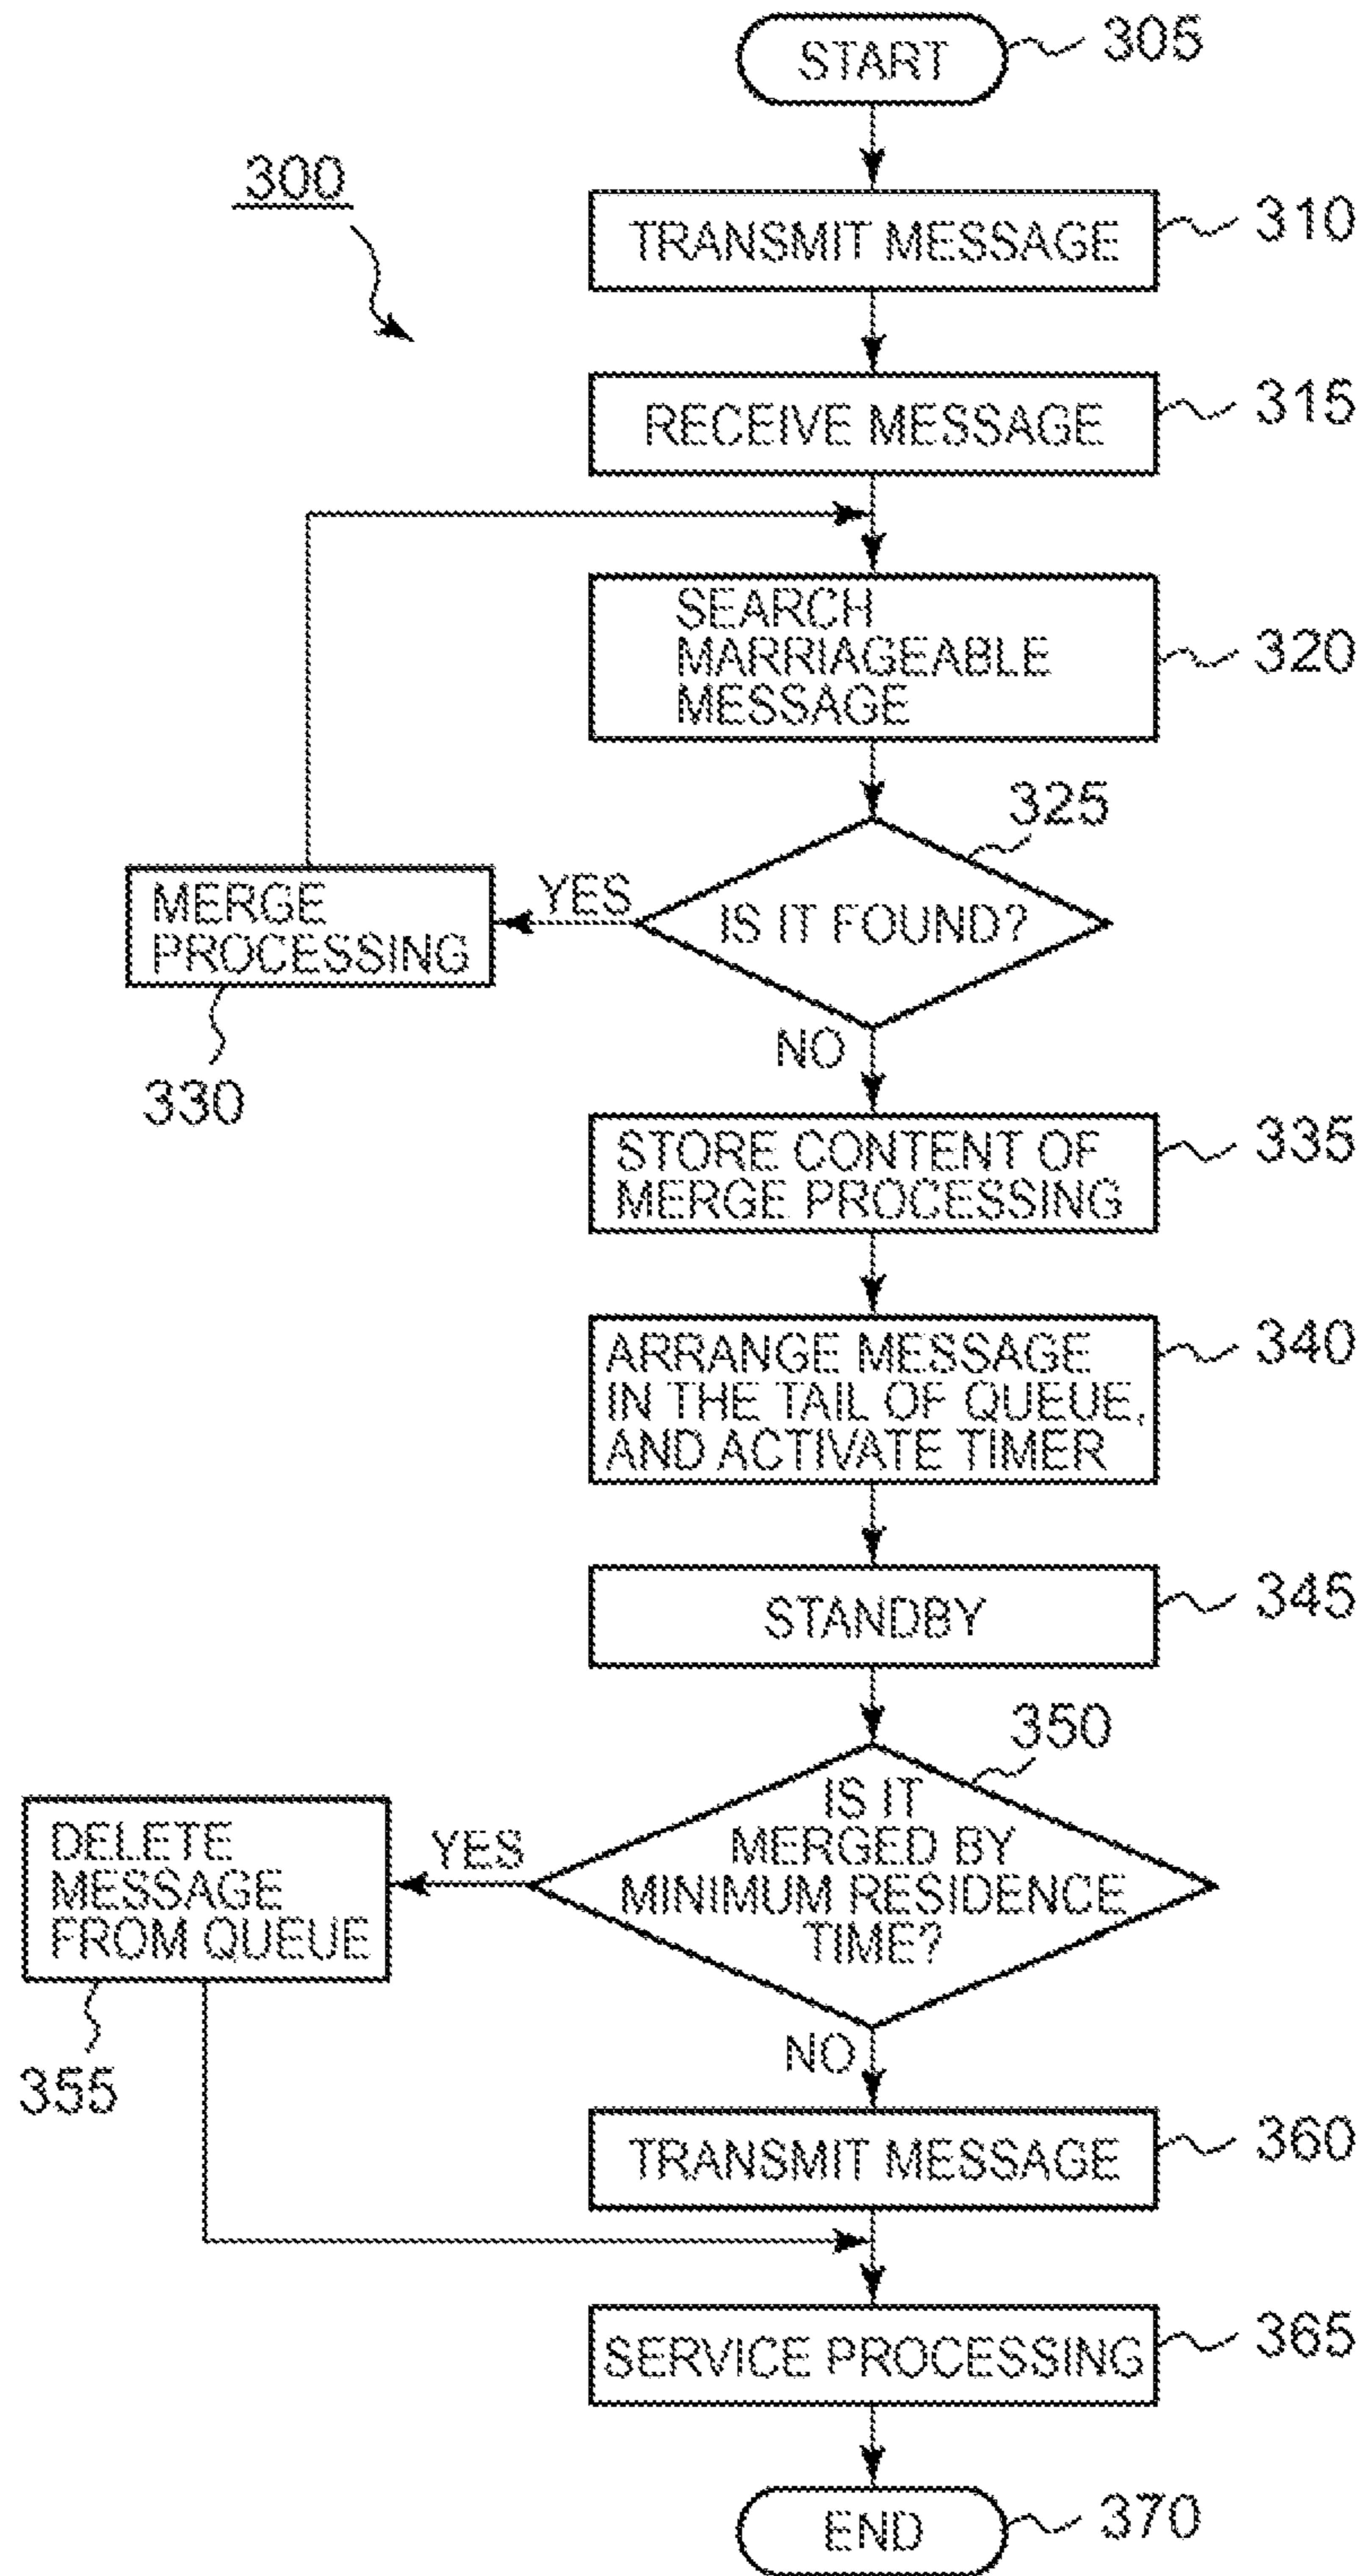 START
305
300
TRANSMIT MESSAGE
310
RECEIVE MESSAGE
315
SEARCH
MARRIAGEABLE
MESSAGE
320
325
IS IT FOUND?
YES
MERGE
PROCESSING
330
NO
STORE CONTENT OF
MERGE PROCESSING
335
ARRANGE MESSAGE
IN THE TAIL OF QUEUE,
AND ACTIVATE TIMER
340
STANDBY
345
350
IS IT
MERGED BY
MINIMUM RESIDENCE
TIME?
YES
DELETE
MESSAGE
FROM QUEUE
355
NO
TRANSMIT MESSAGE
360
SERVICE PROCESSING
365
END
370